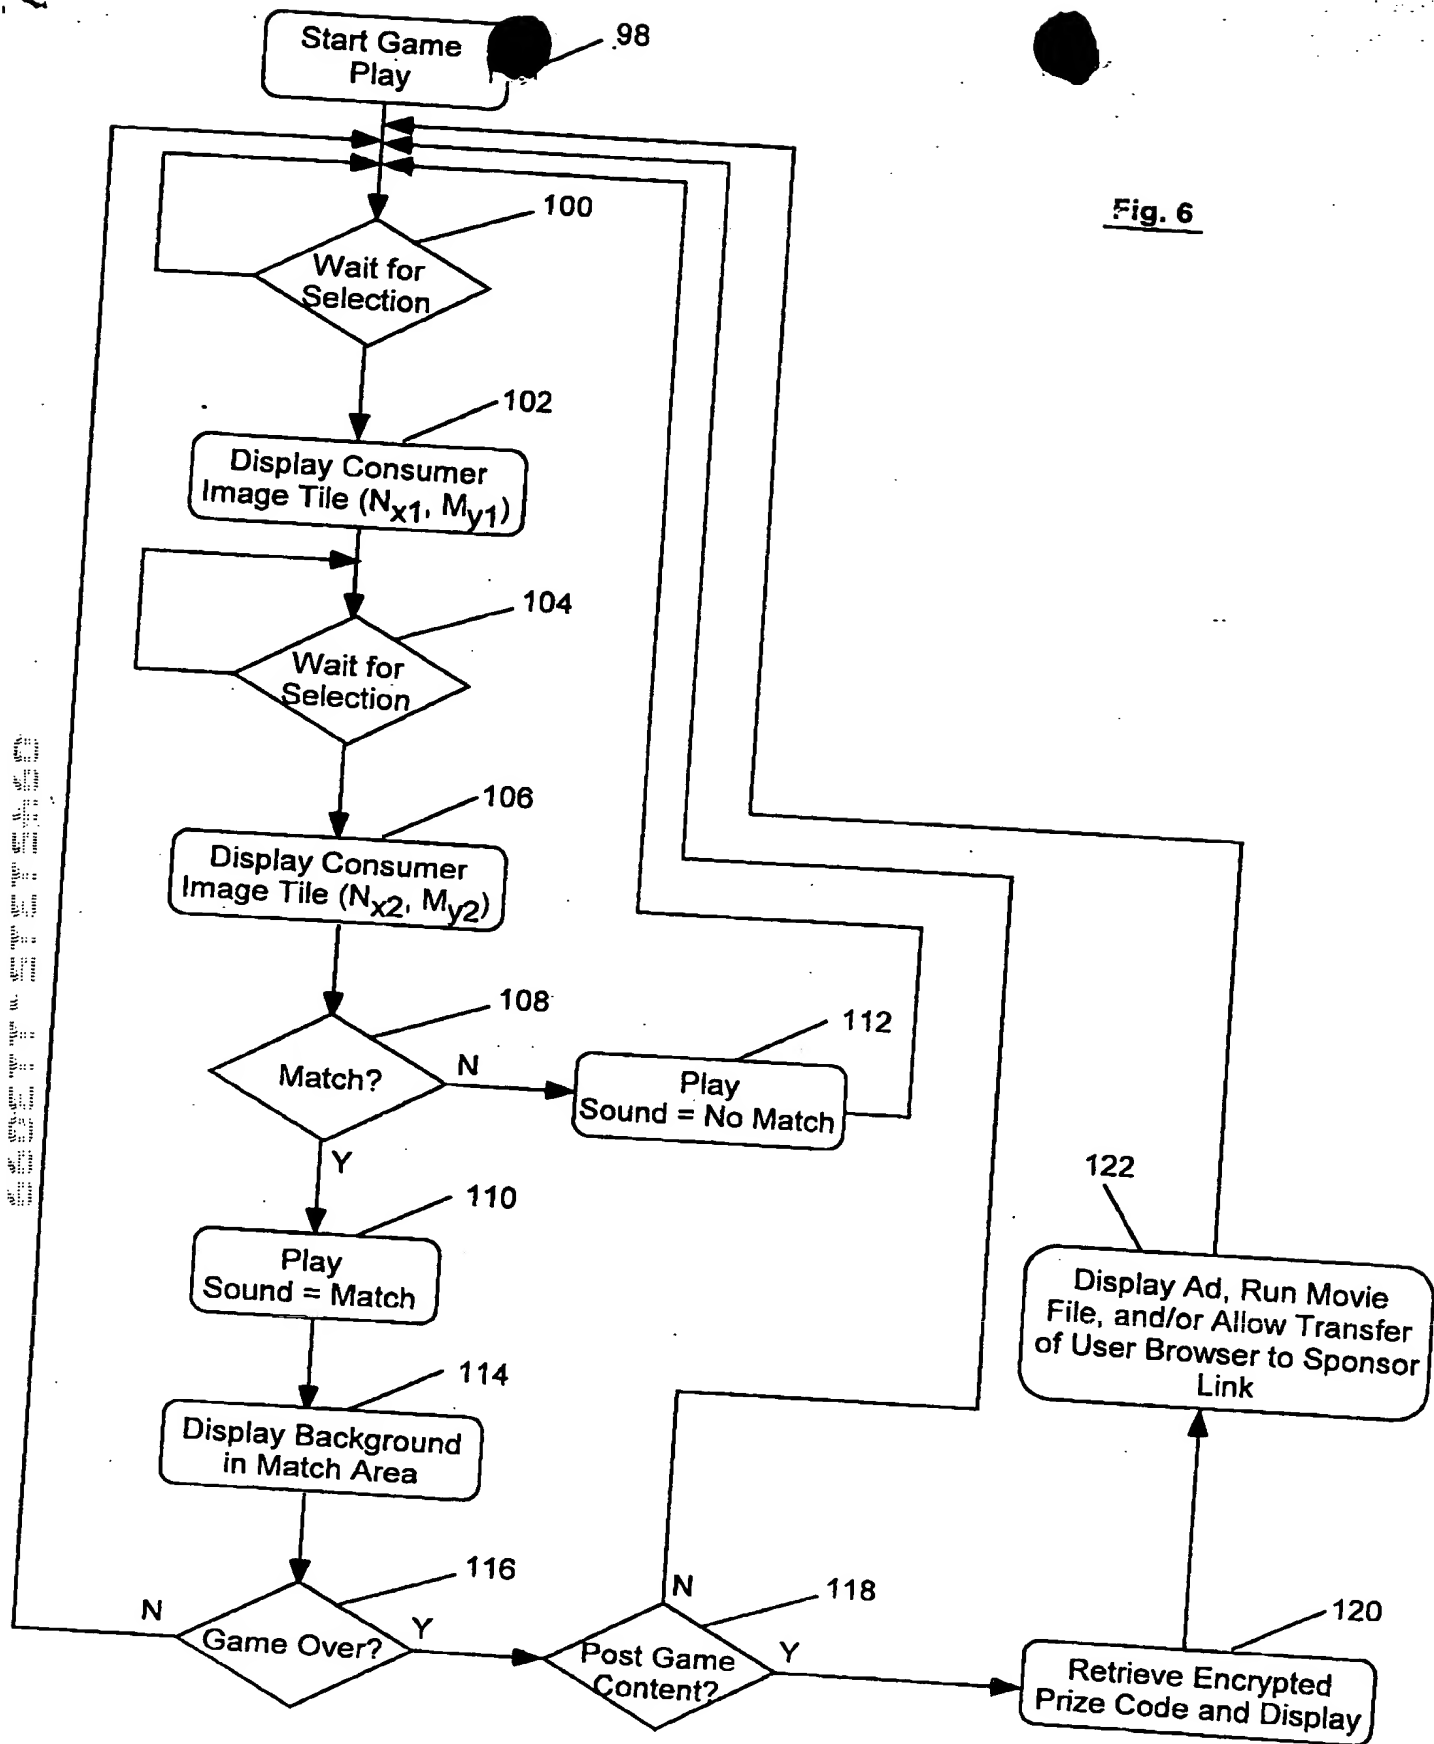 Start Game
Play
98
Fig. 6
100
Wait for
Selection
102
Display Consumer
Image Tile (Nx1, My1)
104
Wait for
Selection
106
Display Consumer
Image Tile (Nx2, My2)
108
Match?
N
112
Play
Sound = No Match
Y
110
Play
Sound = Match
122
Display Ad, Run Movie
File, and/or Allow Transfer
of User Browser to Sponsor
Link
114
Display Background
in Match Area
116
N
Game Over?
Y
N
118
Post Game
Content?
Y
120
Retrieve Encrypted
Prize Code and Display